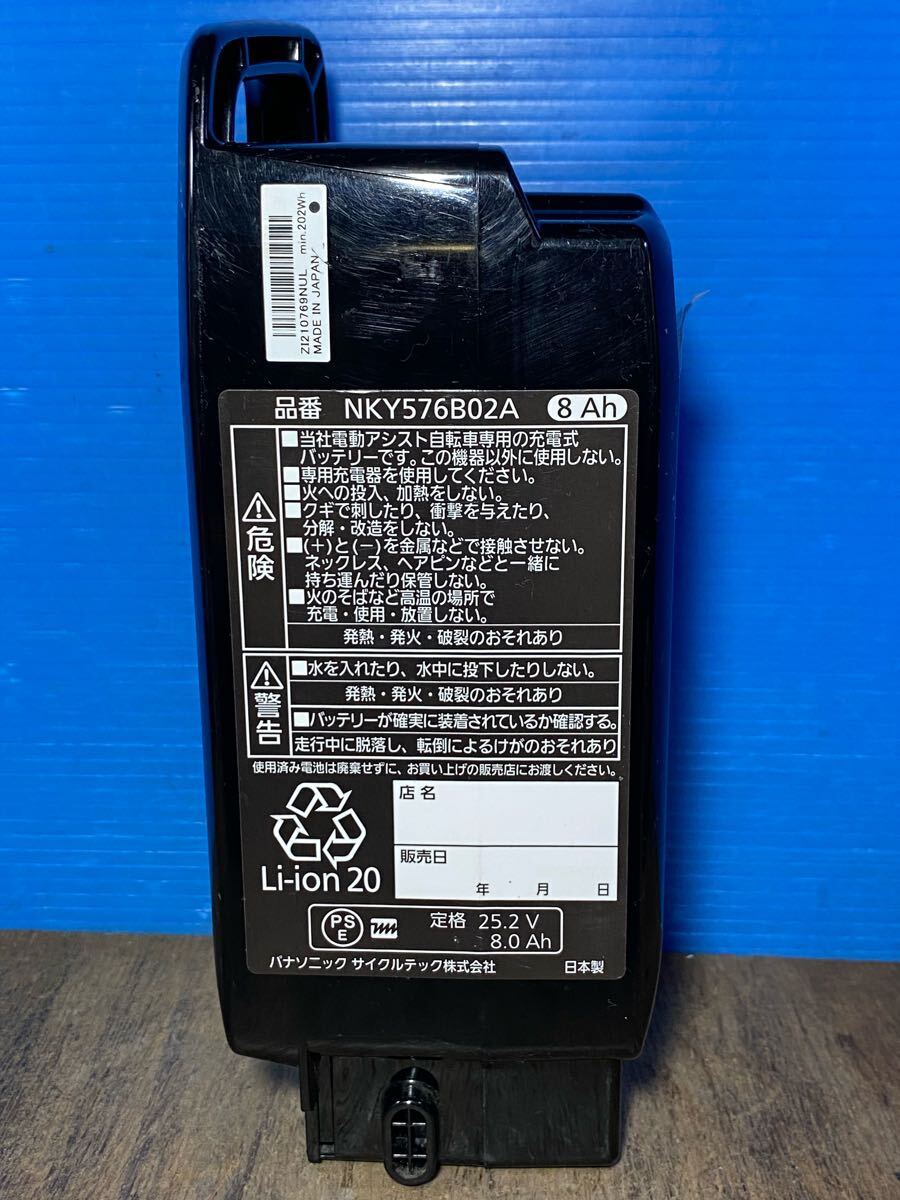 min.202Wh
ZI210769NUL
MADE IN JAPAN
品番 NKY576B02A 8 Ah
危険
■当社電動アシスト自転車専用の充電式
バッテリーです。この機器以外に使用しない。
■専用充電器を使用してください。
■火への投入、加熱をしない。
■クギで刺したり、衝撃を与えたり、
分解・改造をしない。
■(+)と(−)を金属などで接触させない。
ネックレス、ヘアピンなどと一緒に
持ち運んだり保管しない。
■火のそばなど高温の場所で
充電・使用・放置しない。
発熱・発火・破裂のおそれあり
警告
■水を入れたり、水中に投下したりしない。
発熱・発火・破裂のおそれあり
■バッテリーが確実に装着されているか確認する。
走行中に脱落し、転倒によるけがのおそれあり
使用済み電池は廃棄せずに、お買い上げの販売店にお渡しください。
店名
販売日
年 月 日
Li-ion 20
PS
E
定格 25.2 V
8.0 Ah
パナソニック サイクルテック株式会社 日本製